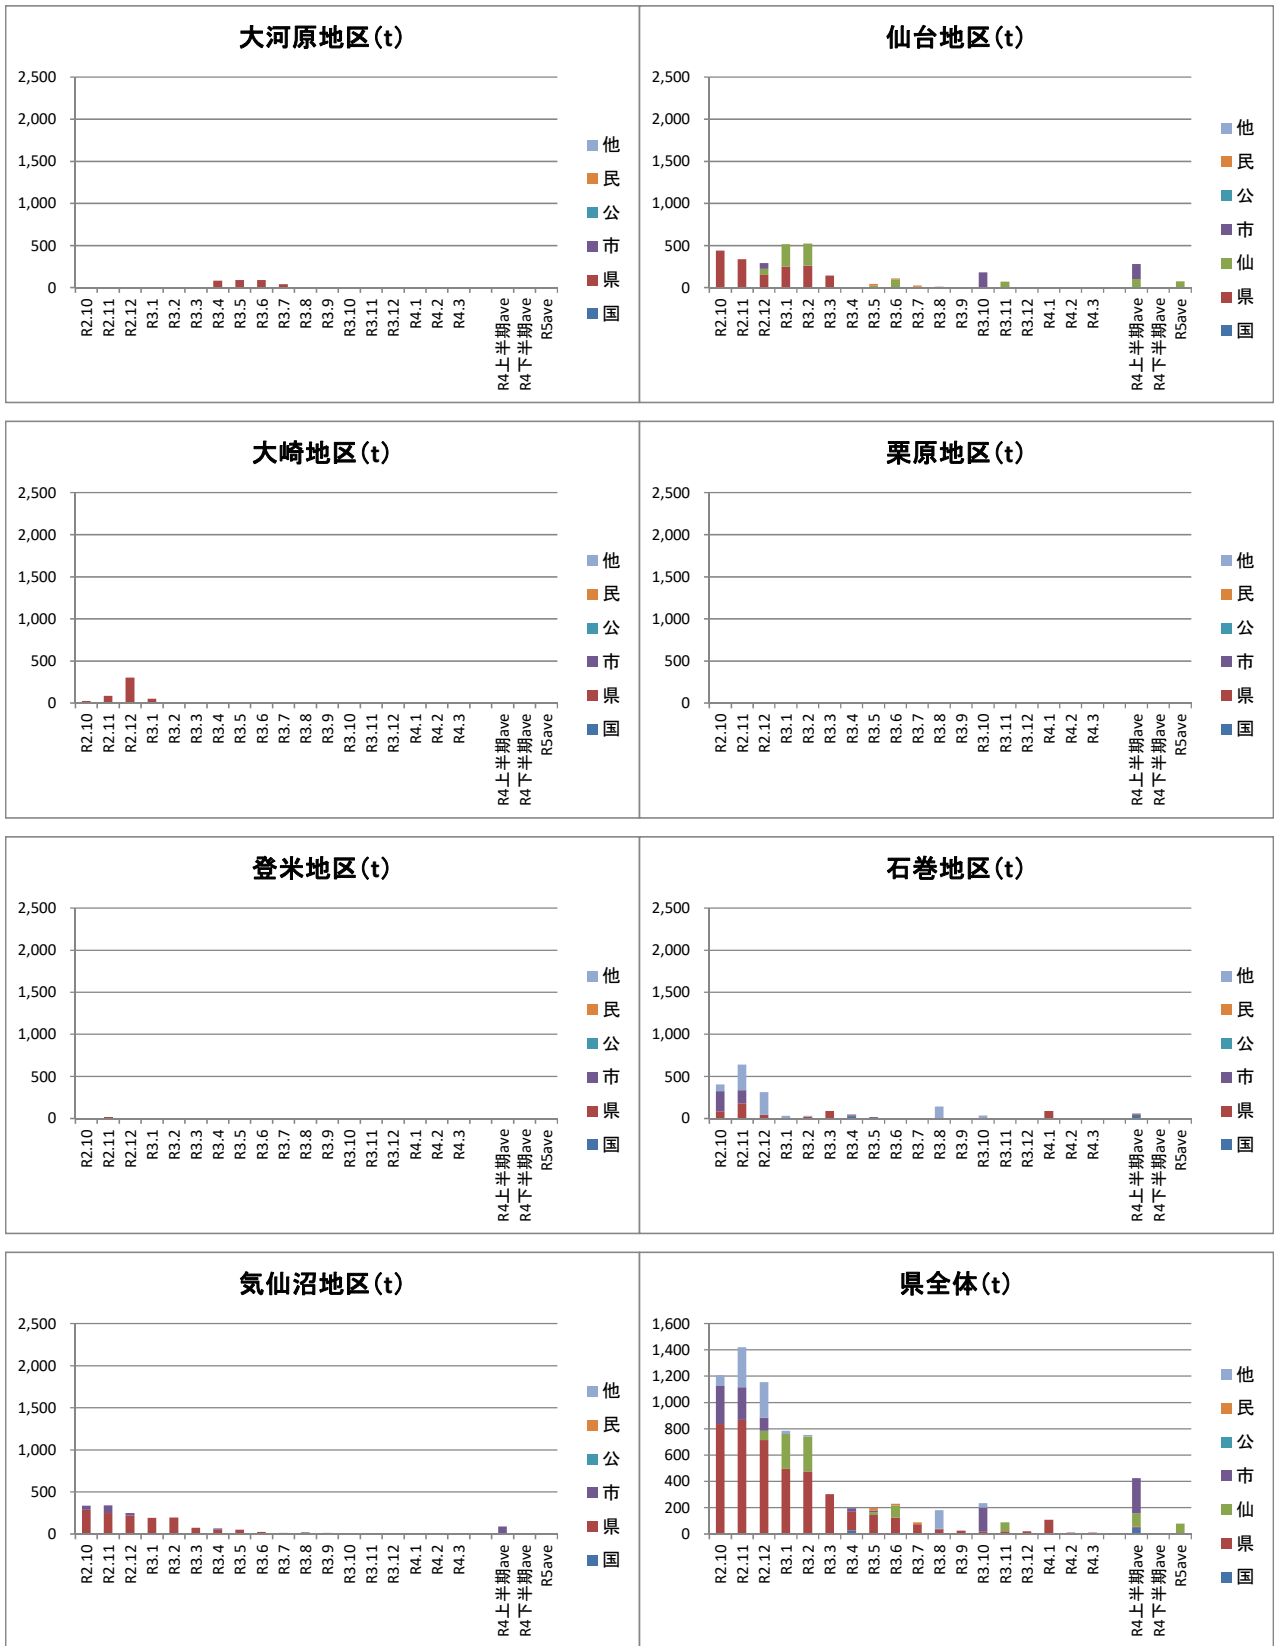 大河原地区(t)
2,500
2,000
1,500
1,000
500
0
R2.10
R2.11
R2.12
R3.1
R3.2
R3.3
R3.4
R3.5
R3.6
R3.7
R3.8
R3.9
R3.10
R3.11
R3.12
R4.1
R4.2
R4.3
R4上半期ave
R4下半期ave
R5ave
他
民
公
市
県
国
仙台地区(t)
2,500
2,000
1,500
1,000
500
0
R2.10
R2.11
R2.12
R3.1
R3.2
R3.3
R3.4
R3.5
R3.6
R3.7
R3.8
R3.9
R3.10
R3.11
R3.12
R4.1
R4.2
R4.3
R4上半期ave
R4下半期ave
R5ave
他
民
公
市
仙
県
国
大崎地区(t)
2,500
2,000
1,500
1,000
500
0
R2.10
R2.11
R2.12
R3.1
R3.2
R3.3
R3.4
R3.5
R3.6
R3.7
R3.8
R3.9
R3.10
R3.11
R3.12
R4.1
R4.2
R4.3
R4上半期ave
R4下半期ave
R5ave
他
民
公
市
県
国
栗原地区(t)
2,500
2,000
1,500
1,000
500
0
R2.10
R2.11
R2.12
R3.1
R3.2
R3.3
R3.4
R3.5
R3.6
R3.7
R3.8
R3.9
R3.10
R3.11
R3.12
R4.1
R4.2
R4.3
R4上半期ave
R4下半期ave
R5ave
他
民
公
市
県
国
登米地区(t)
2,500
2,000
1,500
1,000
500
0
R2.10
R2.11
R2.12
R3.1
R3.2
R3.3
R3.4
R3.5
R3.6
R3.7
R3.8
R3.9
R3.10
R3.11
R3.12
R4.1
R4.2
R4.3
R4上半期ave
R4下半期ave
R5ave
他
民
公
市
県
国
石巻地区(t)
2,500
2,000
1,500
1,000
500
0
R2.10
R2.11
R2.12
R3.1
R3.2
R3.3
R3.4
R3.5
R3.6
R3.7
R3.8
R3.9
R3.10
R3.11
R3.12
R4.1
R4.2
R4.3
R4上半期ave
R4下半期ave
R5ave
他
民
公
市
県
国
気仙沼地区(t)
2,500
2,000
1,500
1,000
500
0
R2.10
R2.11
R2.12
R3.1
R3.2
R3.3
R3.4
R3.5
R3.6
R3.7
R3.8
R3.9
R3.10
R3.11
R3.12
R4.1
R4.2
R4.3
R4上半期ave
R4下半期ave
R5ave
他
民
公
市
県
国
県全体(t)
1,600
1,400
1,200
1,000
800
600
400
200
0
R2.10
R2.11
R2.12
R3.1
R3.2
R3.3
R3.4
R3.5
R3.6
R3.7
R3.8
R3.9
R3.10
R3.11
R3.12
R4.1
R4.2
R4.3
R4上半期ave
R4下半期ave
R5ave
他
民
公
市
仙
県
国